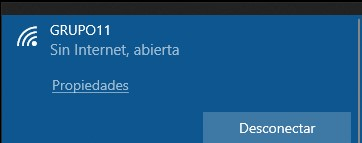 GRUPO11
Sin Internet, abierta
Propiedades
Desconectar